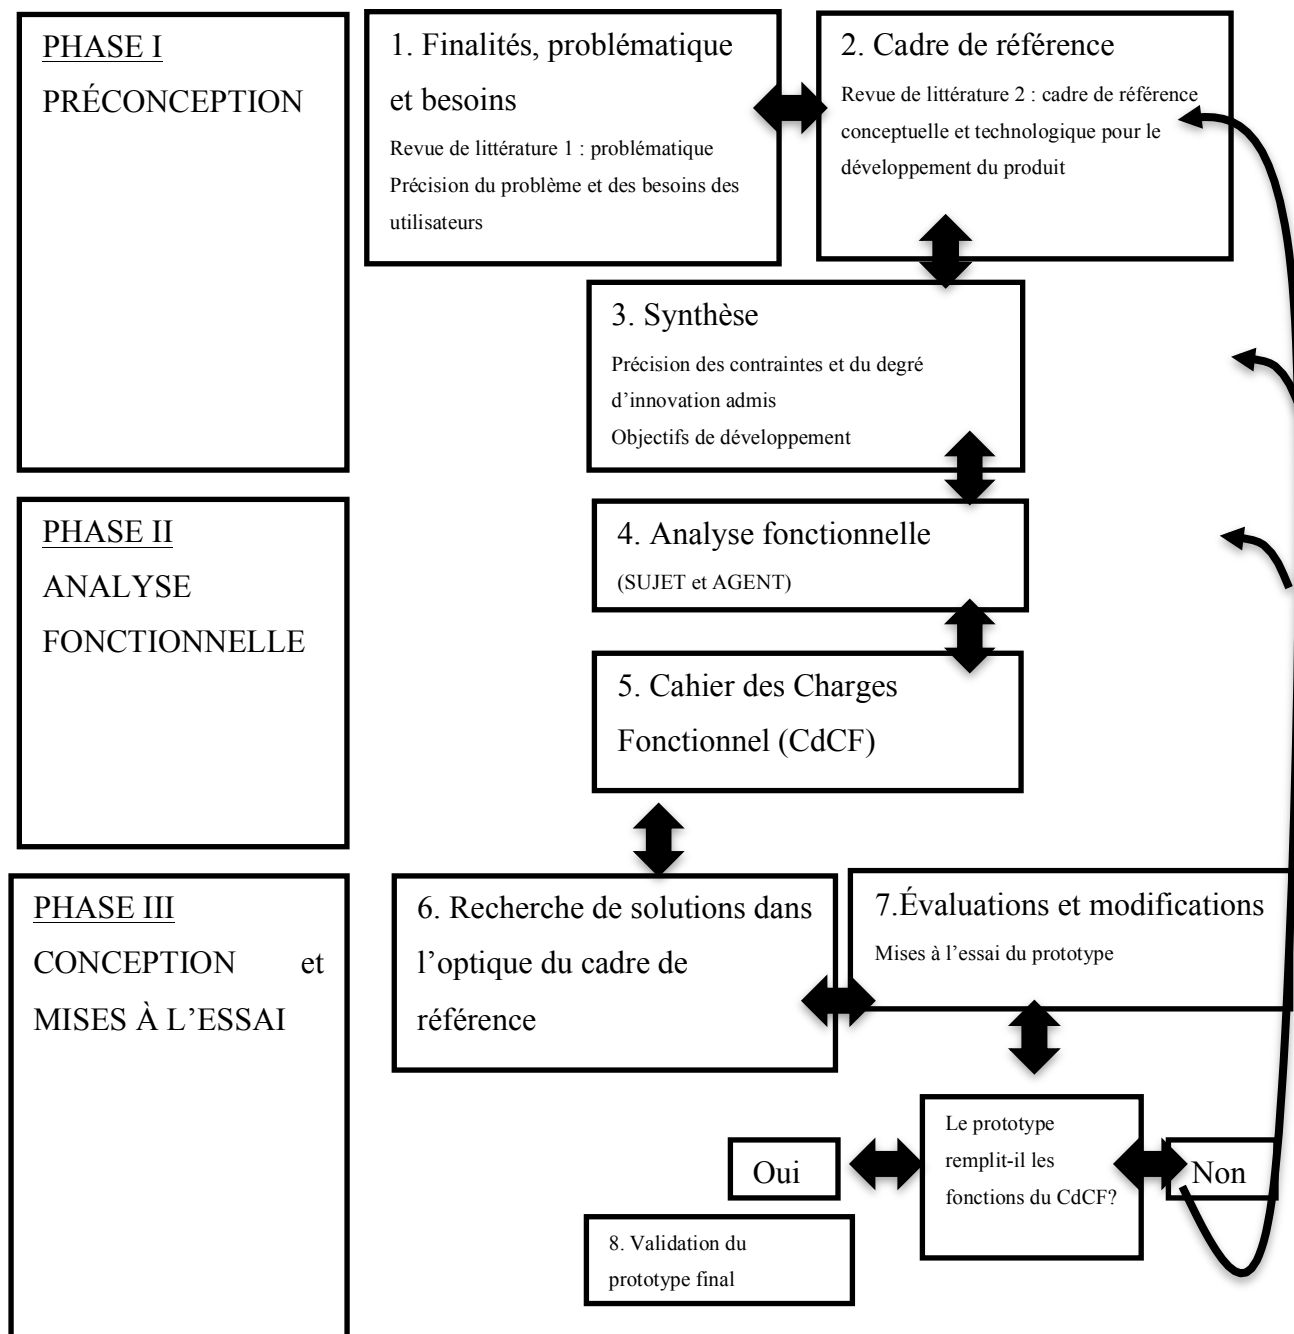 PHASE I
PRÉCONCEPTION
1. Finalités, problématique
et besoins
Revue de littérature 1 : problématique
Précision du problème et des besoins des
utilisateurs
2. Cadre de référence
Revue de littérature 2 : cadre de référence
conceptuelle et technologique pour le
développement du produit
3. Synthèse
Précision des contraintes et du degré
d’innovation admis
Objectifs de développement
PHASE II
ANALYSE
FONCTIONNELLE
4. Analyse fonctionnelle
(SUJET et AGENT)
5. Cahier des Charges
Fonctionnel (CdCF)
PHASE III
CONCEPTION et
MISES À L’ESSAI
6. Recherche de solutions dans
l’optique du cadre de
référence
7.Évaluations et modifications
Mises à l’essai du prototype
Le prototype
remplit-il les
fonctions du CdCF?
Oui
Non
8. Validation du
prototype final